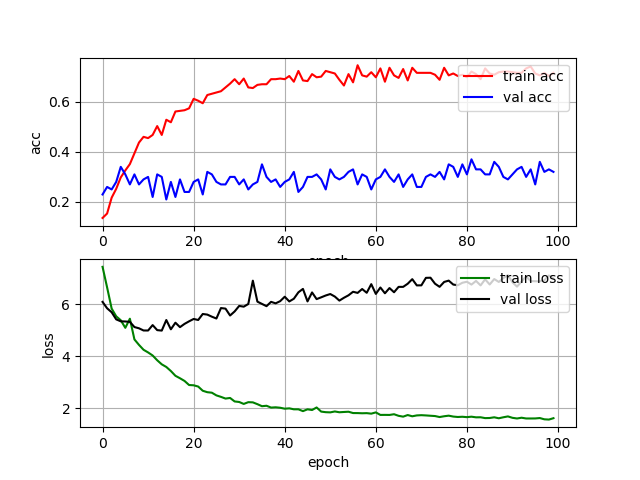 acc
0.6
0.4
0.2
train acc
val acc
0 20 40 60 80 100
epoch
loss
6
4
2
train loss
val loss
0 20 40 60 80 100
epoch